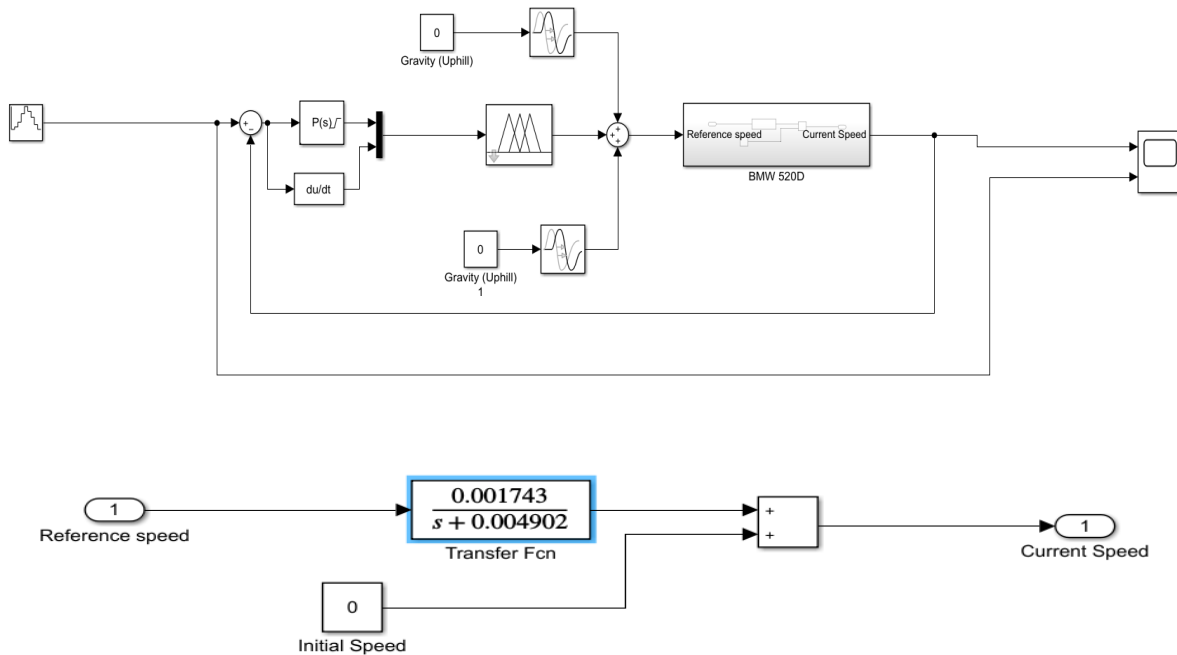 0
Gravity (Uphill)
+
−
P(s)
du/dt
+
+
+
Reference speed
Current Speed
BMW 520D
0
Gravity (Uphill)
1
1
Reference speed
0.001743
s + 0.004902
Transfer Fcn
+
+
1
Current Speed
0
Initial Speed